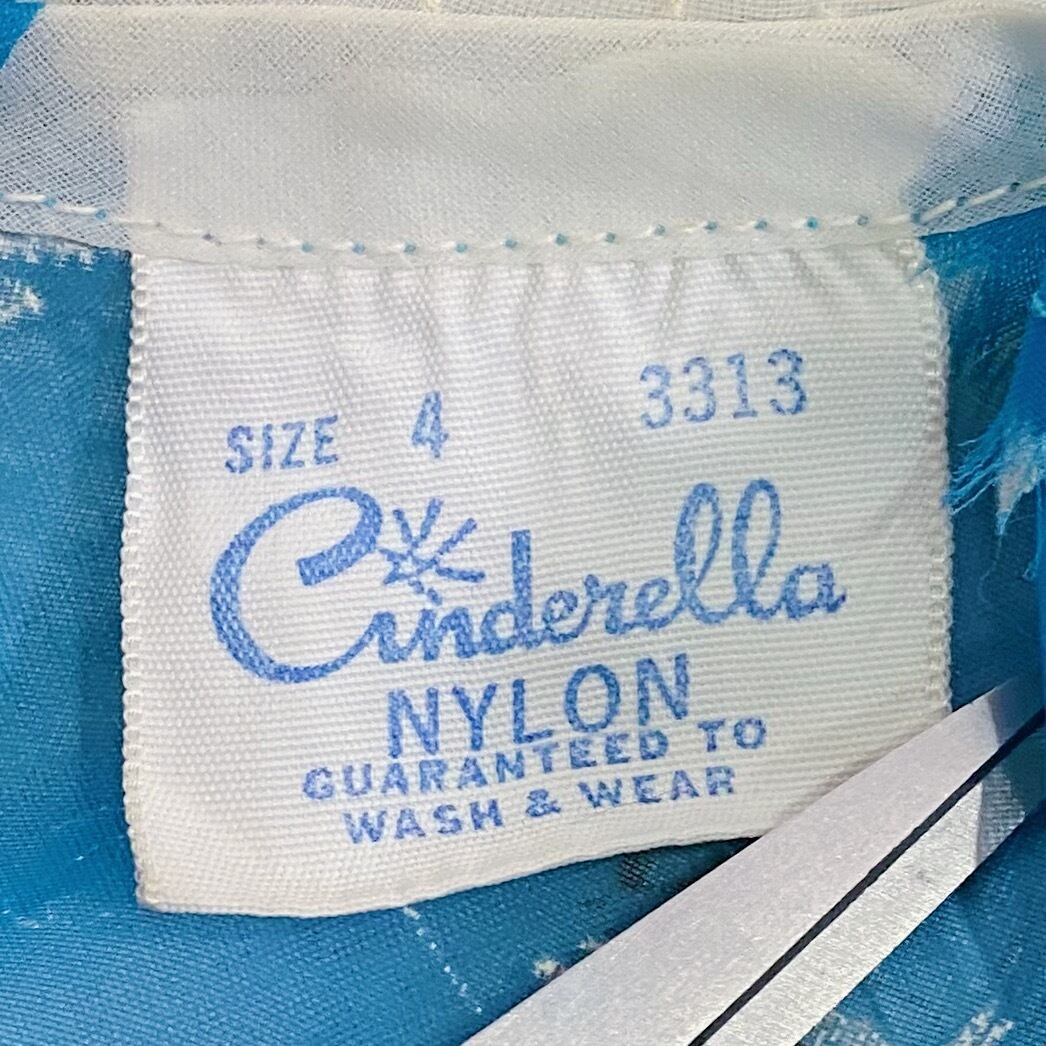 SIZE 4 3313
Cinderella
NYLON
GUARANTEED TO
WASH & WEAR